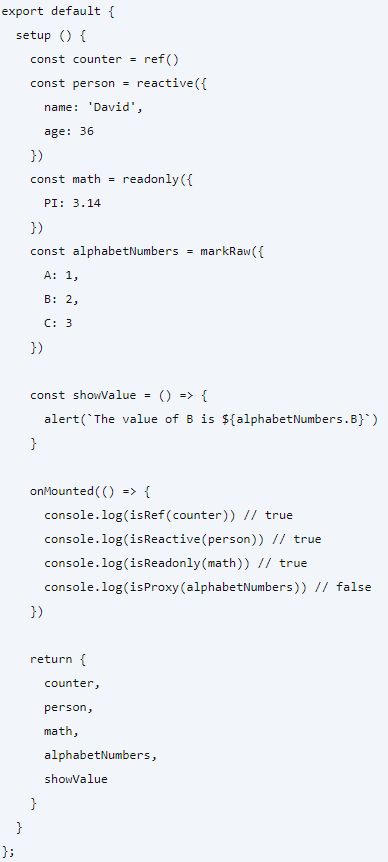 export default {
  setup () {
    const counter = ref()
    const person = reactive({
      name: 'David',
      age: 36
    })
    const math = readonly({
      PI: 3.14
    })
    const alphabetNumbers = markRaw({
      A: 1,
      B: 2,
      C: 3
    })

    const showValue = () => {
      alert(`The value of B is ${alphabetNumbers.B}`)
    }

    onMounted(() => {
      console.log(isRef(counter)) // true
      console.log(isReactive(person)) // true
      console.log(isReadonly(math)) // true
      console.log(isProxy(alphabetNumbers)) // false
    })

    return {
      counter,
      person,
      math,
      alphabetNumbers,
      showValue
    }
  }
};